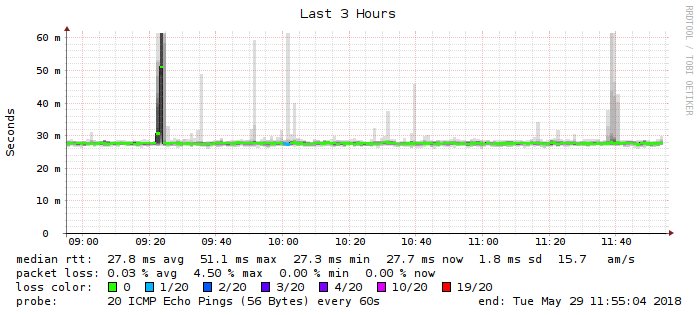 Last 3 Hours
RRDTOOL / TOBI OETIKER
Seconds
60 m
50 m
40 m
30 m
20 m
10 m
0
09:00 09:20 09:40 10:00 10:20 10:40 11:00 11:20 11:40
median rtt: 27.8 ms avg 51.1 ms max 27.3 ms min 27.7 ms now 1.8 ms sd 15.7 am/s
packet loss: 0.03 % avg 4.50 % max 0.00 % min 0.00 % now
loss color: 0 1/20 2/20 3/20 4/20 10/20 19/20
probe: 20 ICMP Echo Pings (56 Bytes) every 60s end: Tue May 29 11:55:04 2018